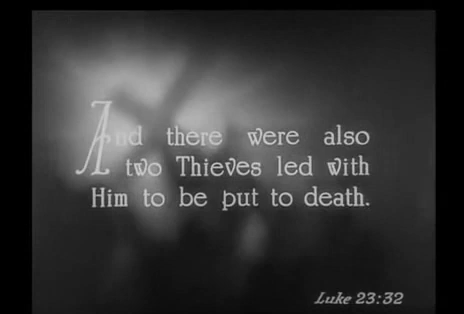 And there were also
two Thieves led with
Him to be put to death.
Luke 23:32